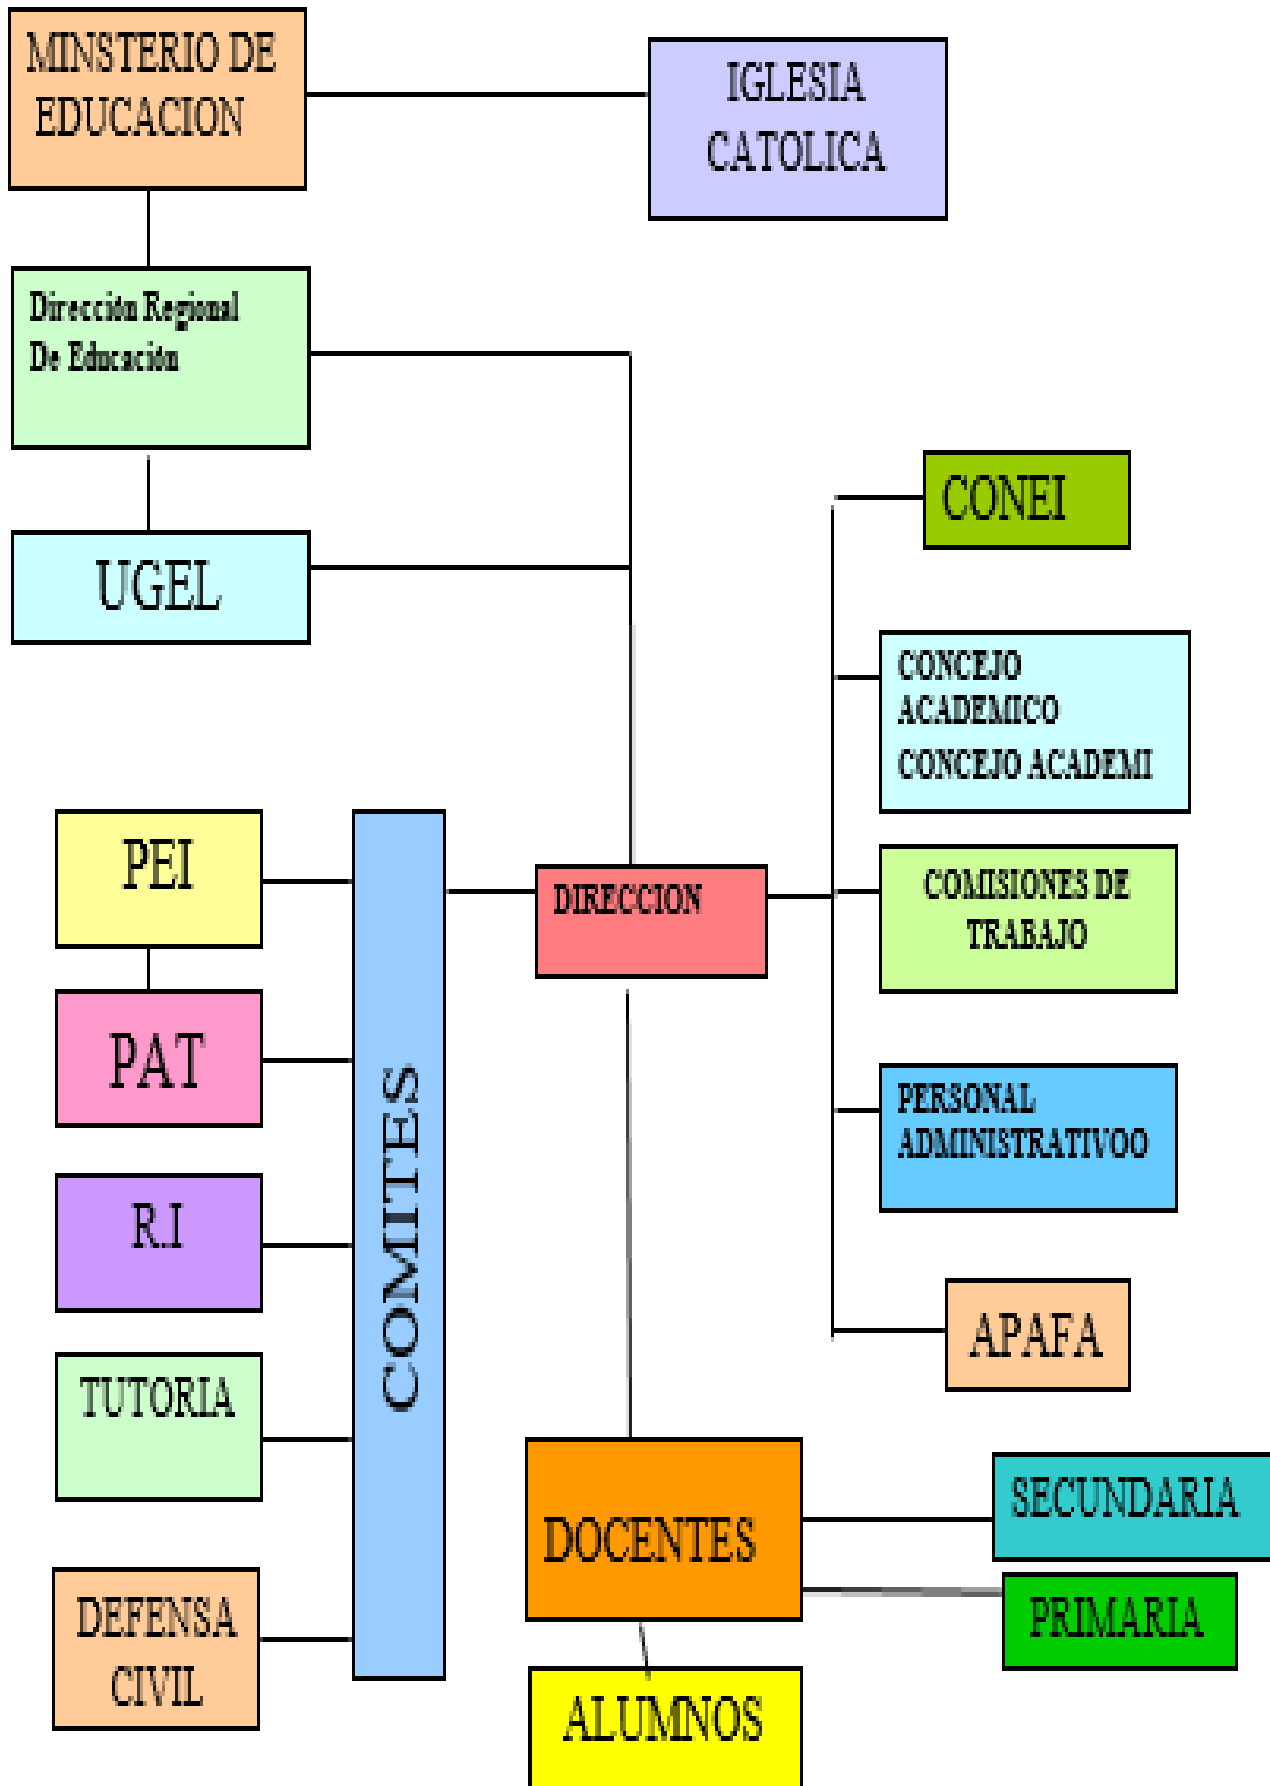 MINSTERIO DE
EDUCACION
IGLESIA
CATOLICA
Dirección Regional
De Educación
UGEL
CONEI
CONCEJO
ACADEMICO
CONCEJO ACADEMI
PEI
DIRECCION
COMISIONES DE
TRABAJO
PAT
COMITES
PERSONAL
ADMINISTRATIVOO
R.I
APAFA
TUTORIA
DOCENTES
SECUNDARIA
PRIMARIA
DEFENSA
CIVIL
ALUMNOS